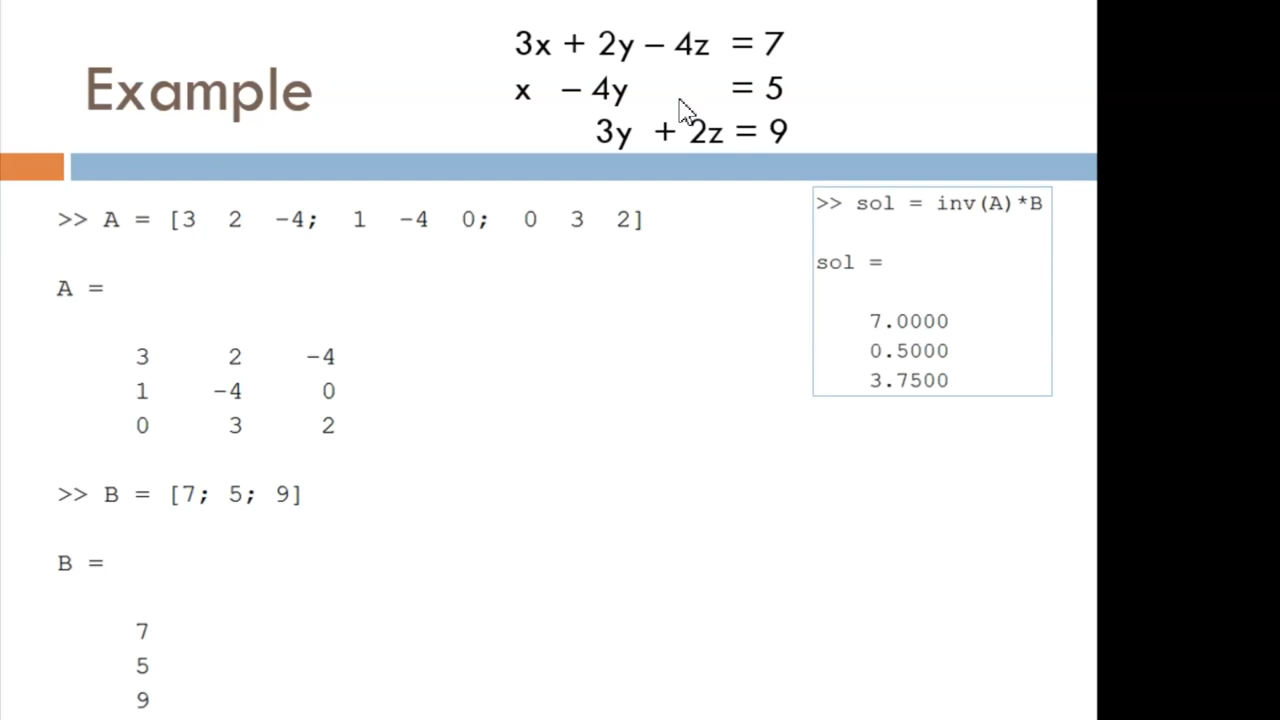 Example
3x + 2y – 4z = 7
x – 4y = 5
3y + 2z = 9
>> A = [3 2 -4; 1 -4 0; 0 3 2]
A =
3 2 -4
1 -4 0
0 3 2
>> B = [7; 5; 9]
B =
7
5
9
>> sol = inv(A)*B
sol =
7.0000
0.5000
3.7500